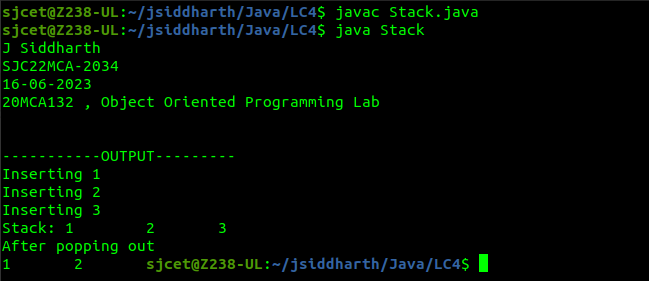 sjcet@Z238-UL:~/jsiddharth/Java/LC4$ javac Stack.java
sjcet@Z238-UL:~/jsiddharth/Java/LC4$ java Stack
J Siddharth
SJC22MCA-2034
16-06-2023
20MCA132 , Object Oriented Programming Lab
-----------OUTPUT---------
Inserting 1
Inserting 2
Inserting 3
Stack: 1        2       3
After popping out
1       2       sjcet@Z238-UL:~/jsiddharth/Java/LC4$